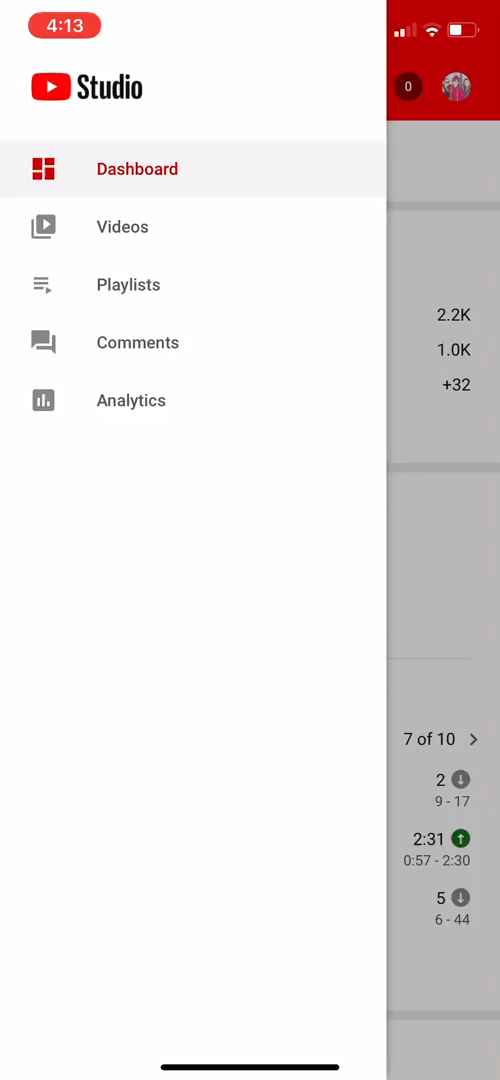 4:13
Studio
0
Dashboard
Videos
Playlists
Comments
Analytics
2.2K
1.0K
+32
7 of 10
2
9 - 17
2:31
0:57 - 2:30
5
6 - 44